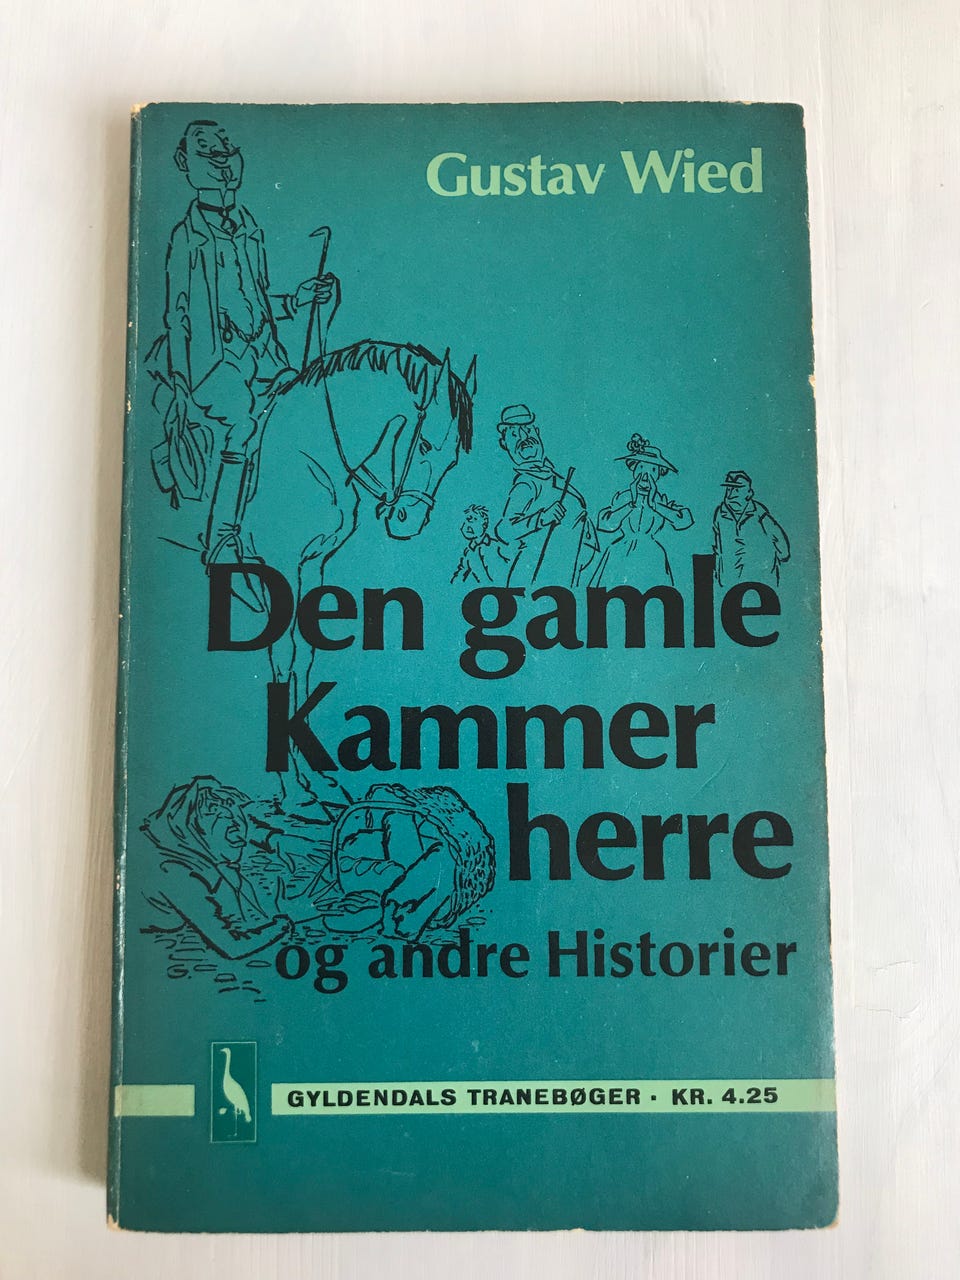 Gustav Wied
Den gamle
Kammer
herre
og andre Historier
G.
GYLDENDALS TRANEBØGER · KR. 4.25